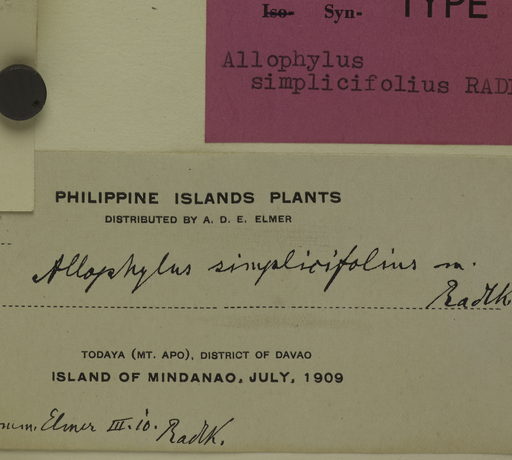 Iso- Syn- TYPE
Allophylus
simplicifolius RADL
PHILIPPINE ISLANDS PLANTS
DISTRIBUTED BY A. D. E. ELMER
Allophylus simplicifolius m.
Radlk
TODAYA (MT. APO), DISTRICT OF DAVAO
ISLAND OF MINDANAO, JULY, 1909
Elmer III. 10. Radlk.